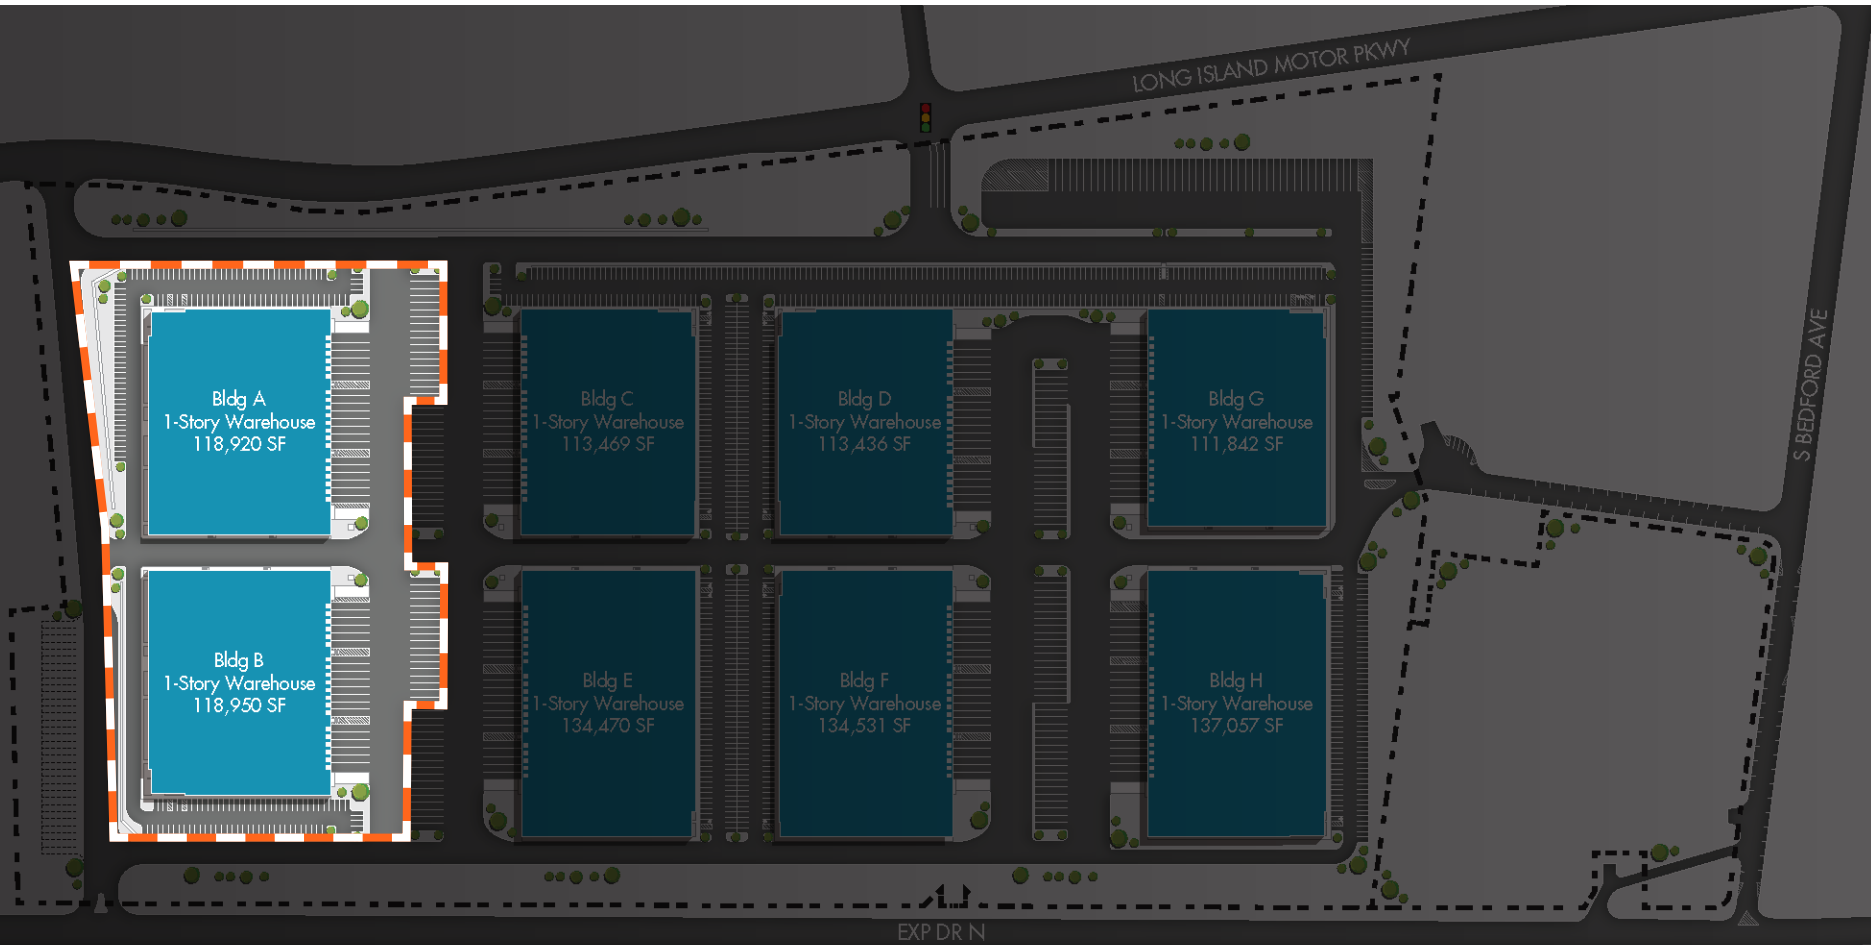 LONG ISLAND MOTOR PKWY
S BEDFORD AVE
Bldg A
1-Story Warehouse
118,920 SF
Bldg C
1-Story Warehouse
113,469 SF
Bldg D
1-Story Warehouse
113,436 SF
Bldg G
1-Story Warehouse
111,842 SF
Bldg B
1-Story Warehouse
118,950 SF
Bldg E
1-Story Warehouse
134,470 SF
Bldg F
1-Story Warehouse
134,531 SF
Bldg H
1-Story Warehouse
137,057 SF
EXP DR N